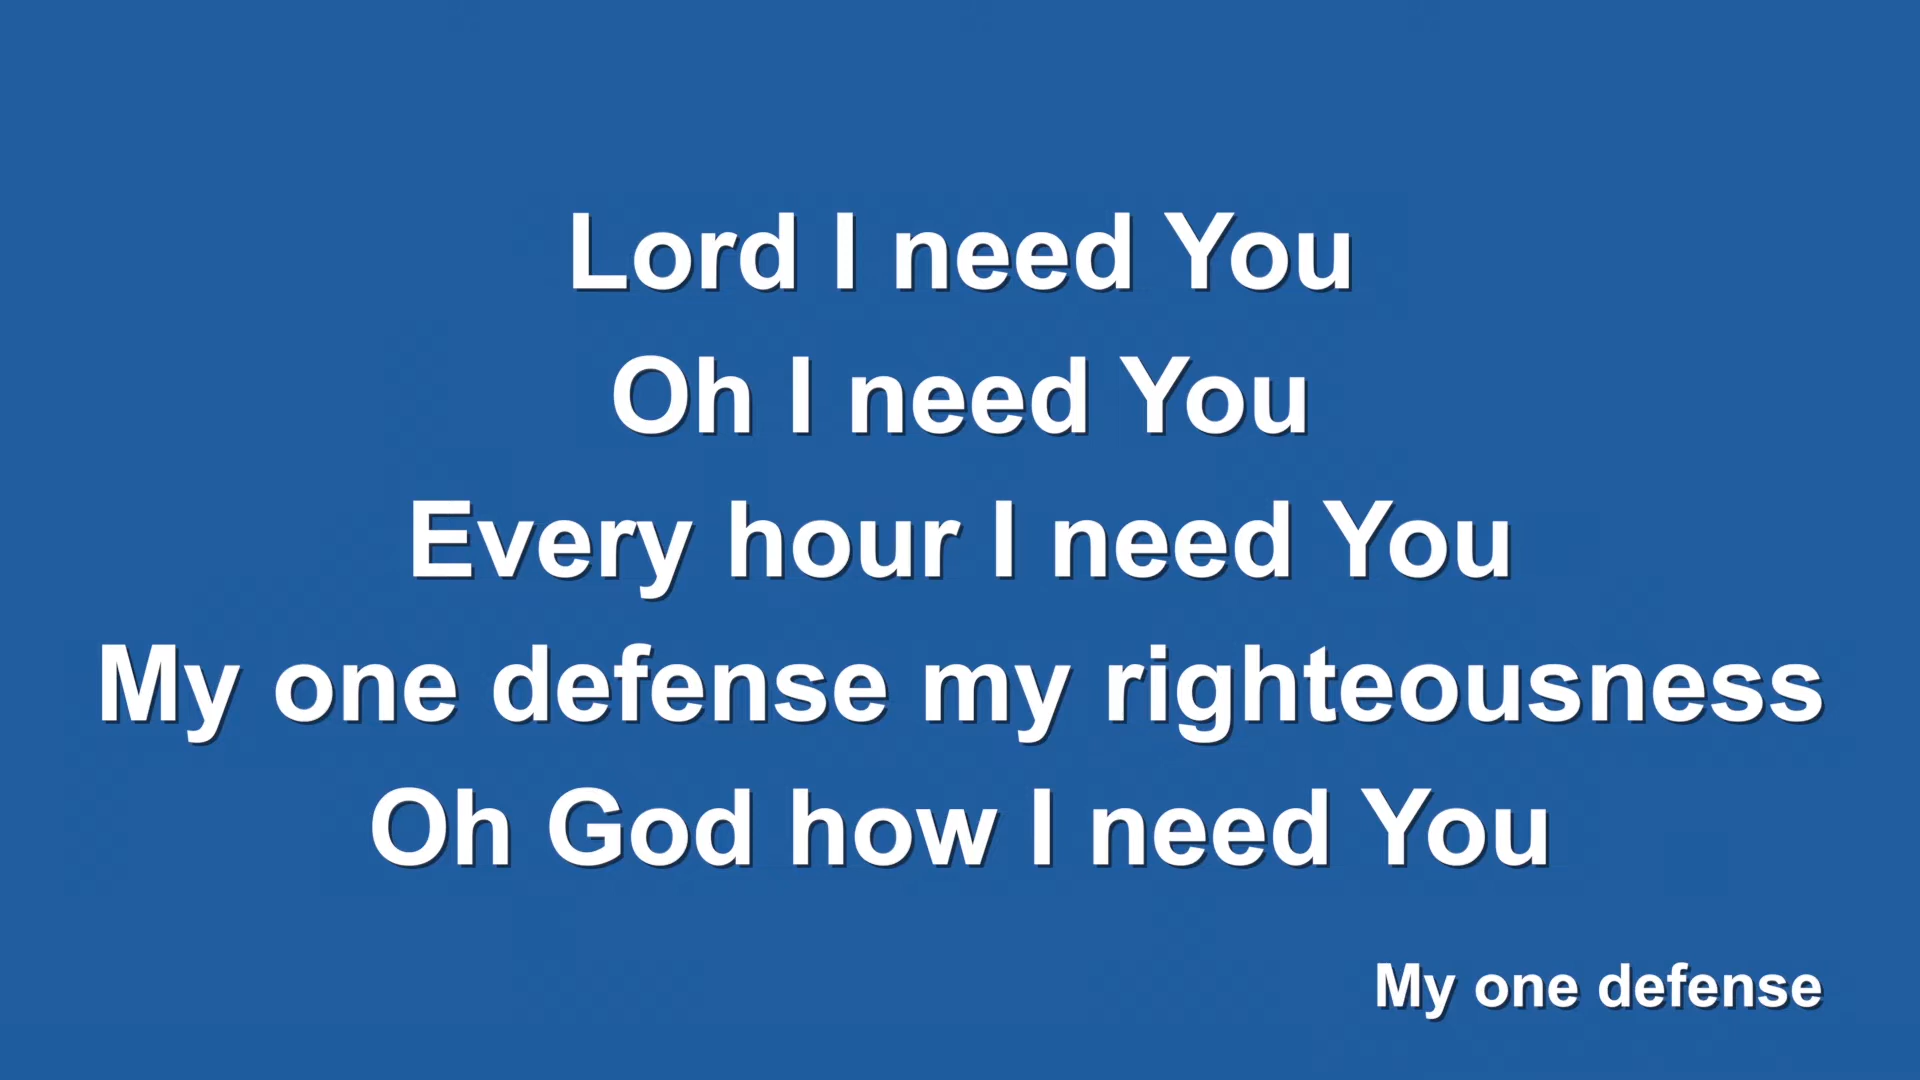 Lord I need You
Oh I need You
Every hour I need You
My one defense my righteousness
Oh God how I need You
My one defense